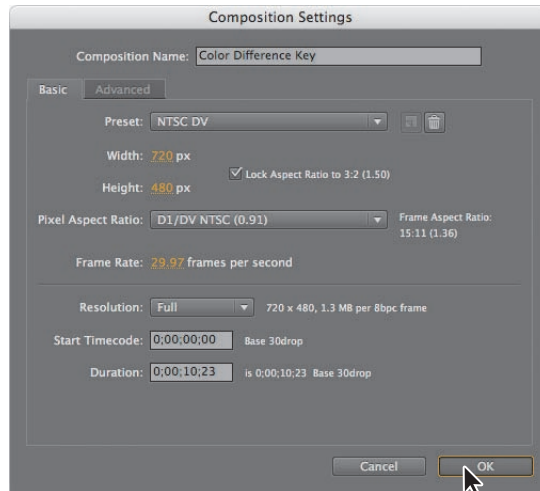 Composition Settings
Composition Name: Color Difference Key
Basic Advanced
Preset: NTSC DV
Width: 720 px
Lock Aspect Ratio to 3:2 (1.50)
Height: 480 px
Pixel Aspect Ratio: D1/DV NTSC (0.91) Frame Aspect Ratio:
15:11 (1.36)
Frame Rate: 29.97 frames per second
Resolution: Full 720 x 480, 1.3 MB per 8bpc frame
Start Timecode: 0;00;00;00 Base 30drop
Duration: 0;00;10;23 is 0;00;10;23 Base 30drop
Cancel OK